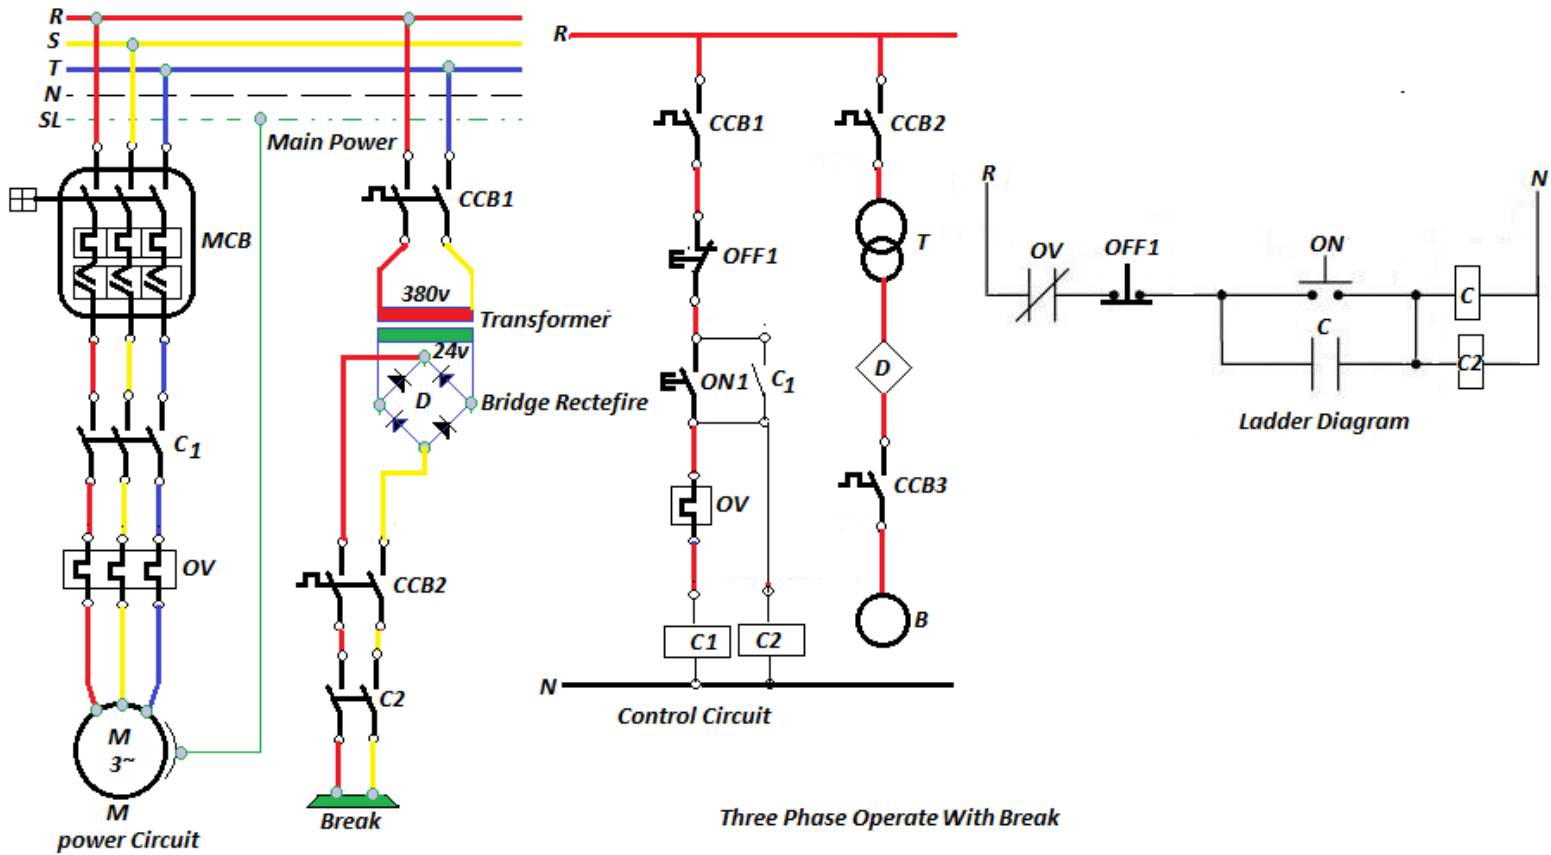 R
S
T
N
SL
Main Power
MCB
C1
OV
M
3~
M
power Circuit
CCB1
380v
Transformer
24v
D
Bridge Rectefire
CCB2
C2
Break
R
CCB1
OFF1
ON1
C1
OV
C1
C2
N
Control Circuit
CCB2
T
D
CCB3
B
R
N
OV
OFF1
ON
C
C
C2
Ladder Diagram
Three Phase Operate With Break